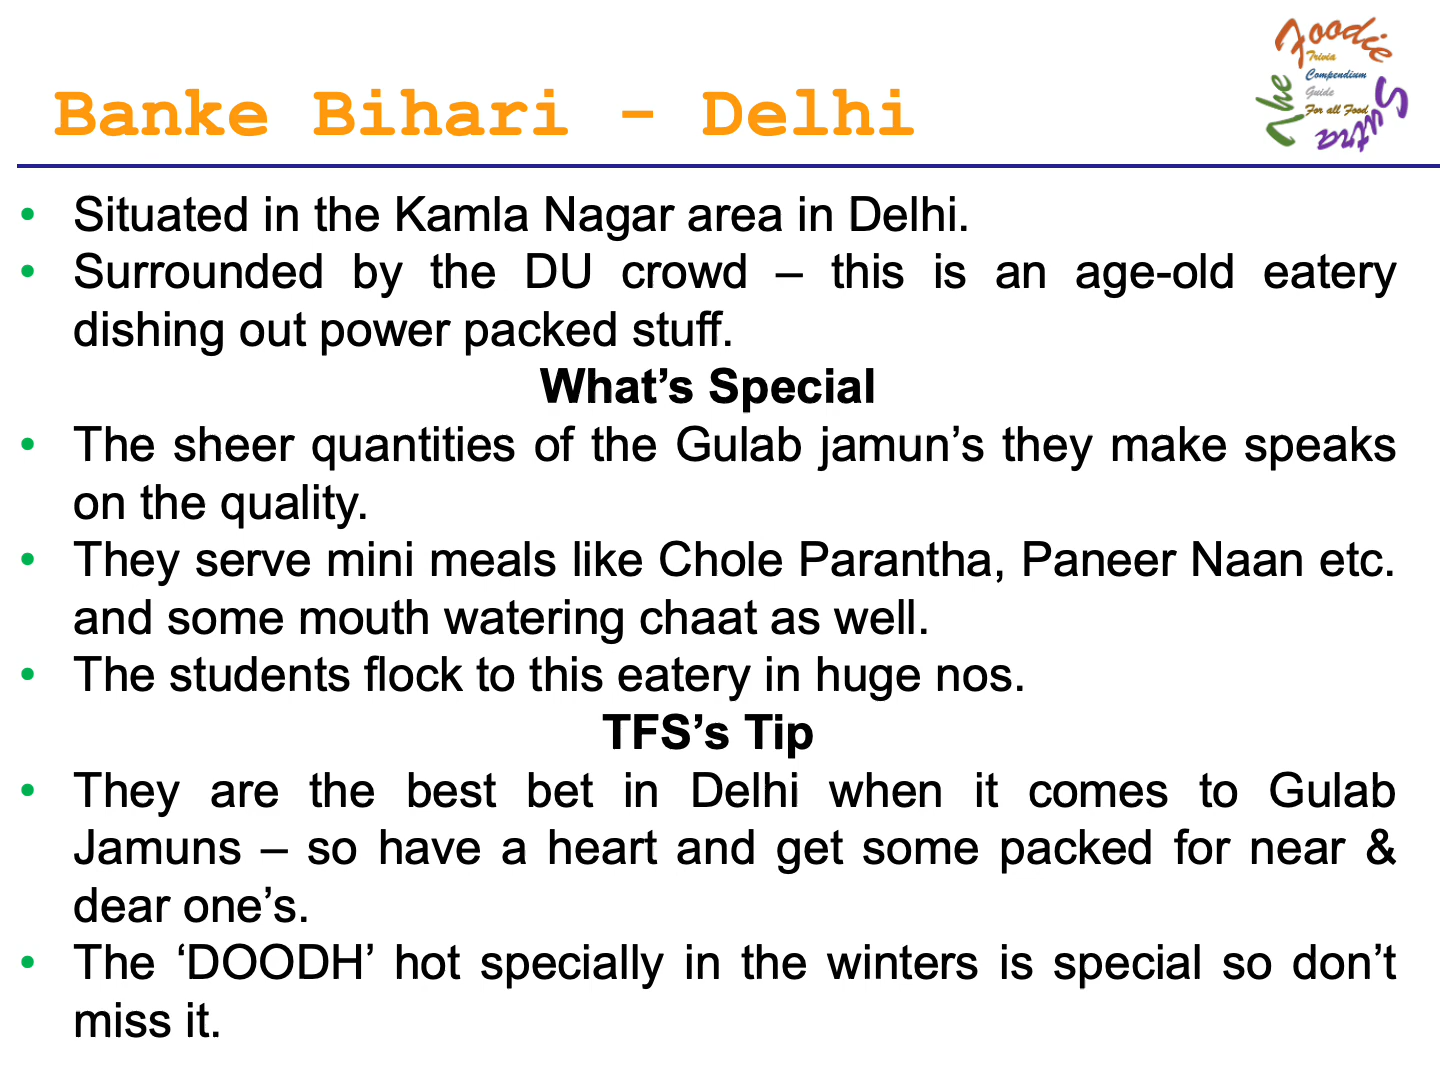 Banke Bihari – Delhi
The
Foodie
Sutra
Trivia
Compendium
Guide
For all Food
• Situated in the Kamla Nagar area in Delhi.
• Surrounded by the DU crowd – this is an age-old eatery
dishing out power packed stuff.
What’s Special
• The sheer quantities of the Gulab jamun’s they make speaks
on the quality.
• They serve mini meals like Chole Parantha, Paneer Naan etc.
and some mouth watering chaat as well.
• The students flock to this eatery in huge nos.
TFS’s Tip
• They are the best bet in Delhi when it comes to Gulab
Jamuns – so have a heart and get some packed for near &
dear one’s.
• The ‘DOODH’ hot specially in the winters is special so don’t
miss it.